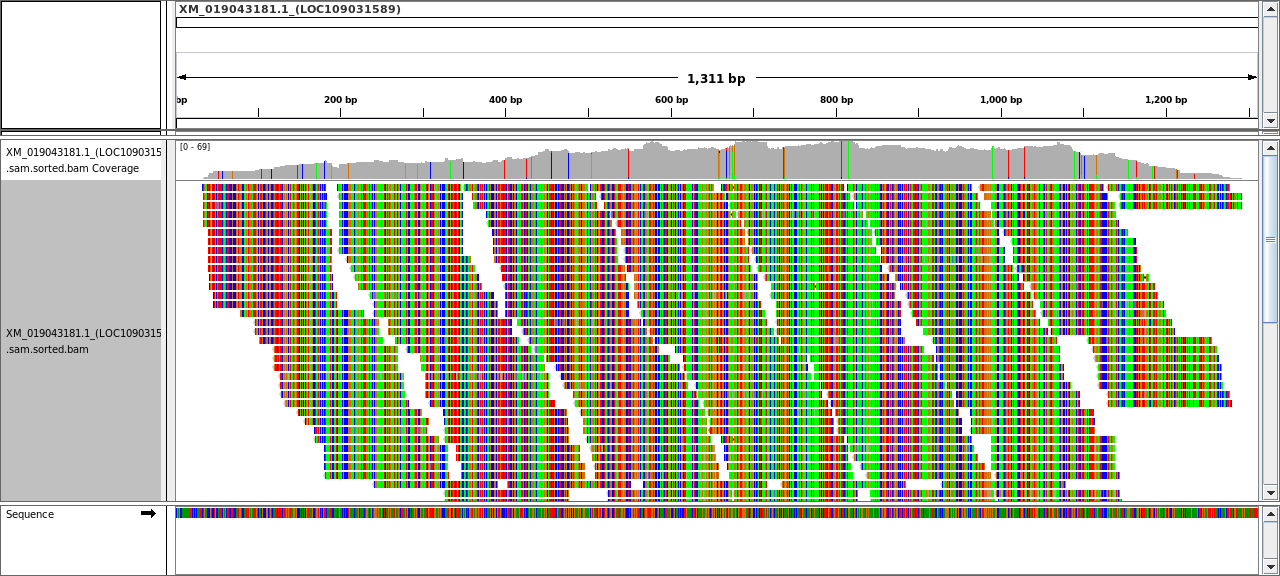 XM_019043181.1_(LOC109031589)
1,311 bp
bp
200 bp
400 bp
600 bp
800 bp
1,000 bp
1,200 bp
XM_019043181.1_(LOC1090315
.sam.sorted.bam Coverage
[0 - 69]
XM_019043181.1_(LOC1090315
.sam.sorted.bam
Sequence